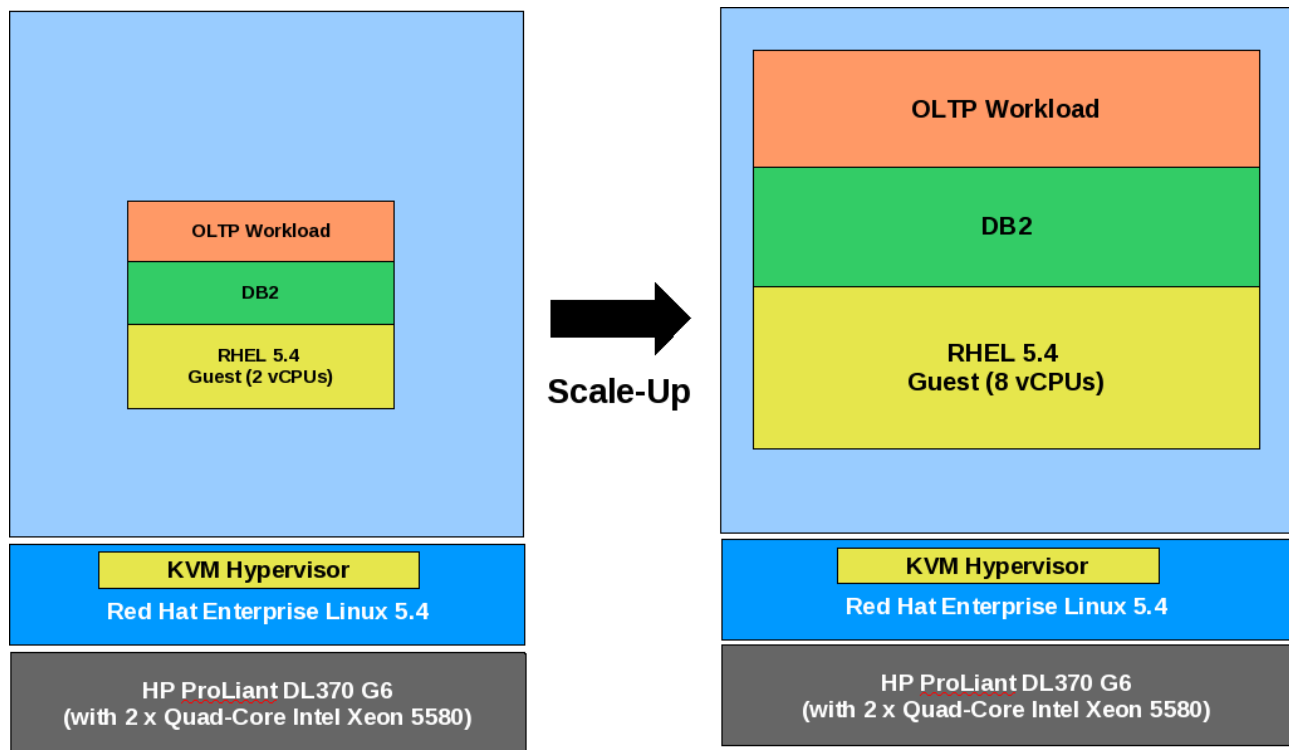 OLTP Workload
DB2
RHEL 5.4
Guest (2 vCPUs)
KVM Hypervisor
Red Hat Enterprise Linux 5.4
HP ProLiant DL370 G6
(with 2 x Quad-Core Intel Xeon 5580)
Scale-Up
OLTP Workload
DB2
RHEL 5.4
Guest (8 vCPUs)
KVM Hypervisor
Red Hat Enterprise Linux 5.4
HP ProLiant DL370 G6
(with 2 x Quad-Core Intel Xeon 5580)